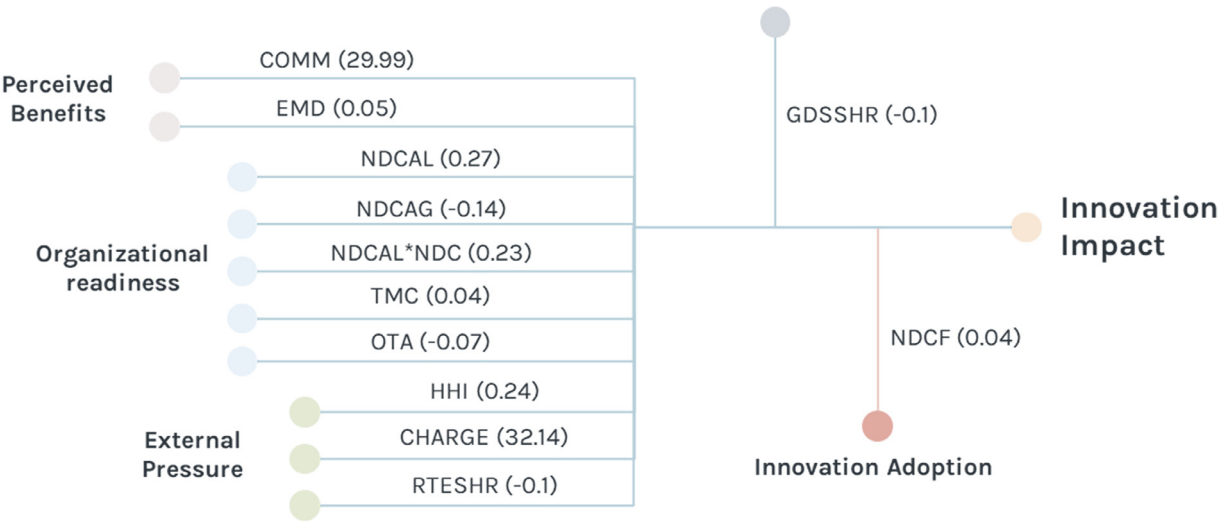 COMM (29.99)
Perceived
Benefits
EMD (0.05)
NDCAL (0.27)
NDCAG (-0.14)
Organizational
readiness
NDCAL*NDC (0.23)
TMC (0.04)
OTA (-0.07)
HHI (0.24)
External
Pressure
CHARGE (32.14)
RTESHR (-0.1)
GDSSHR (-0.1)
Innovation
Impact
NDCF (0.04)
Innovation Adoption